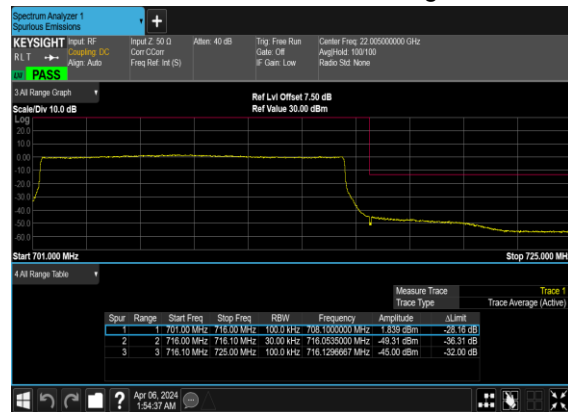 Spectrum Analyzer 1
Spurious Emissions
+
KEYSIGHT
RLT
Input: RF
Coupling: DC
Align: Auto
Input Z: 50 Ω
Corr CCorr
Freq Ref: Int (S)
Atten: 40 dB
Trig: Free Run
Gate: Off
IF Gain: Low
Center Freq: 22.005000000 GHz
Avg|Hold: 100/100
Radio Std: None
PASS
3 All Range Graph
Scale/Div 10.0 dB
Ref Lvl Offset 7.50 dB
Ref Value 30.00 dBm
Log
20.0
10.0
0.00
-10.0
-20.0
-30.0
-40.0
-50.0
-60.0
Start 701.000 MHz
Stop 725.000 MHz
4 All Range Table
Measure Trace Trace 1
Trace Type Trace Average (Active)
Spur Range Start Freq Stop Freq RBW Frequency Amplitude ΔLimit
1 1 701.00 MHz 716.00 MHz 100.0 kHz 708.1000000 MHz 1.839 dBm -28.16 dB
2 2 716.00 MHz 716.10 MHz 30.00 kHz 716.0535000 MHz -49.31 dBm -36.31 dB
3 3 716.10 MHz 725.00 MHz 100.0 kHz 716.1296667 MHz -45.00 dBm -32.00 dB
?
Apr 06, 2024
1:54:37 AM